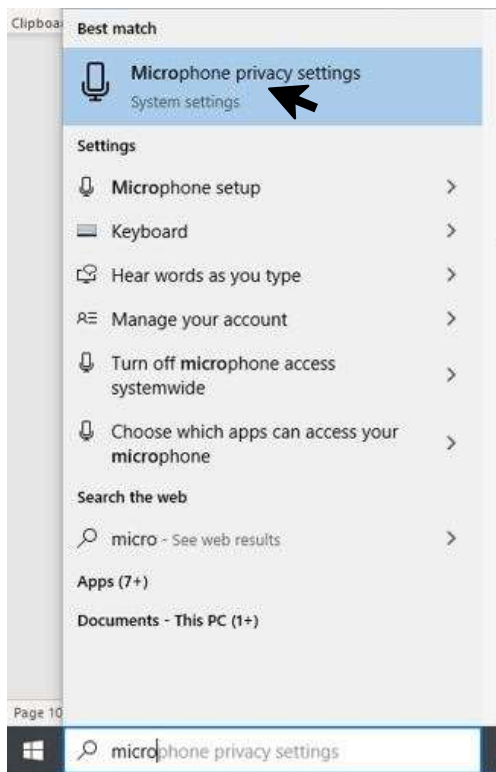 Clipboa
Best match
Microphone privacy settings
System settings
Settings
Microphone setup
Keyboard
Hear words as you type
Manage your account
Turn off microphone access
systemwide
Choose which apps can access your
microphone
Search the web
micro - See web results
Apps (7+)
Documents - This PC (1+)
Page 10
microphone privacy settings